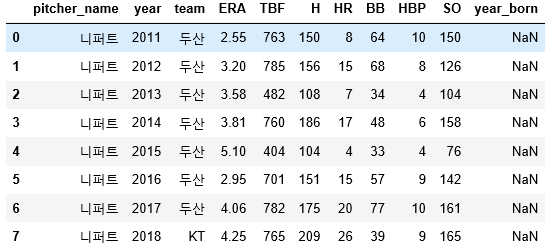 pitcher_name year team ERA TBF H HR BB HBP SO year_born
0 니퍼트 2011 두산 2.55 763 150 8 64 10 150 NaN
1 니퍼트 2012 두산 3.20 785 156 15 68 8 126 NaN
2 니퍼트 2013 두산 3.58 482 108 7 34 4 104 NaN
3 니퍼트 2014 두산 3.81 760 186 17 48 6 158 NaN
4 니퍼트 2015 두산 5.10 404 104 4 33 4 76 NaN
5 니퍼트 2016 두산 2.95 701 151 15 57 9 142 NaN
6 니퍼트 2017 두산 4.06 782 175 20 77 10 161 NaN
7 니퍼트 2018 KT 4.25 765 209 26 39 9 165 NaN